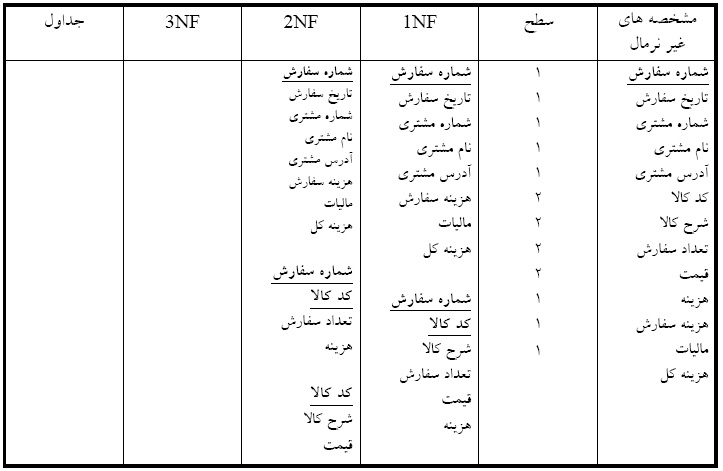 مشخصه های
غیر نرمال
سطح
1NF
2NF
3NF
جداول
شماره سفارش
تاریخ سفارش
شماره مشتری
نام مشتری
آدرس مشتری
کد کالا
شرح کالا
تعداد سفارش
قیمت
هزینه
هزینه سفارش
مالیات
هزینه کل
۱
۱
۱
۱
۱
۲
۲
۲
۲
۱
۱
۱
شماره سفارش
تاریخ سفارش
شماره مشتری
نام مشتری
آدرس مشتری
هزینه سفارش
مالیات
هزینه کل
شماره سفارش
کد کالا
شرح کالا
تعداد سفارش
قیمت
هزینه
شماره سفارش
تاریخ سفارش
شماره مشتری
نام مشتری
آدرس مشتری
هزینه سفارش
مالیات
هزینه کل
شماره سفارش
کد کالا
تعداد سفارش
هزینه
کد کالا
شرح کالا
قیمت